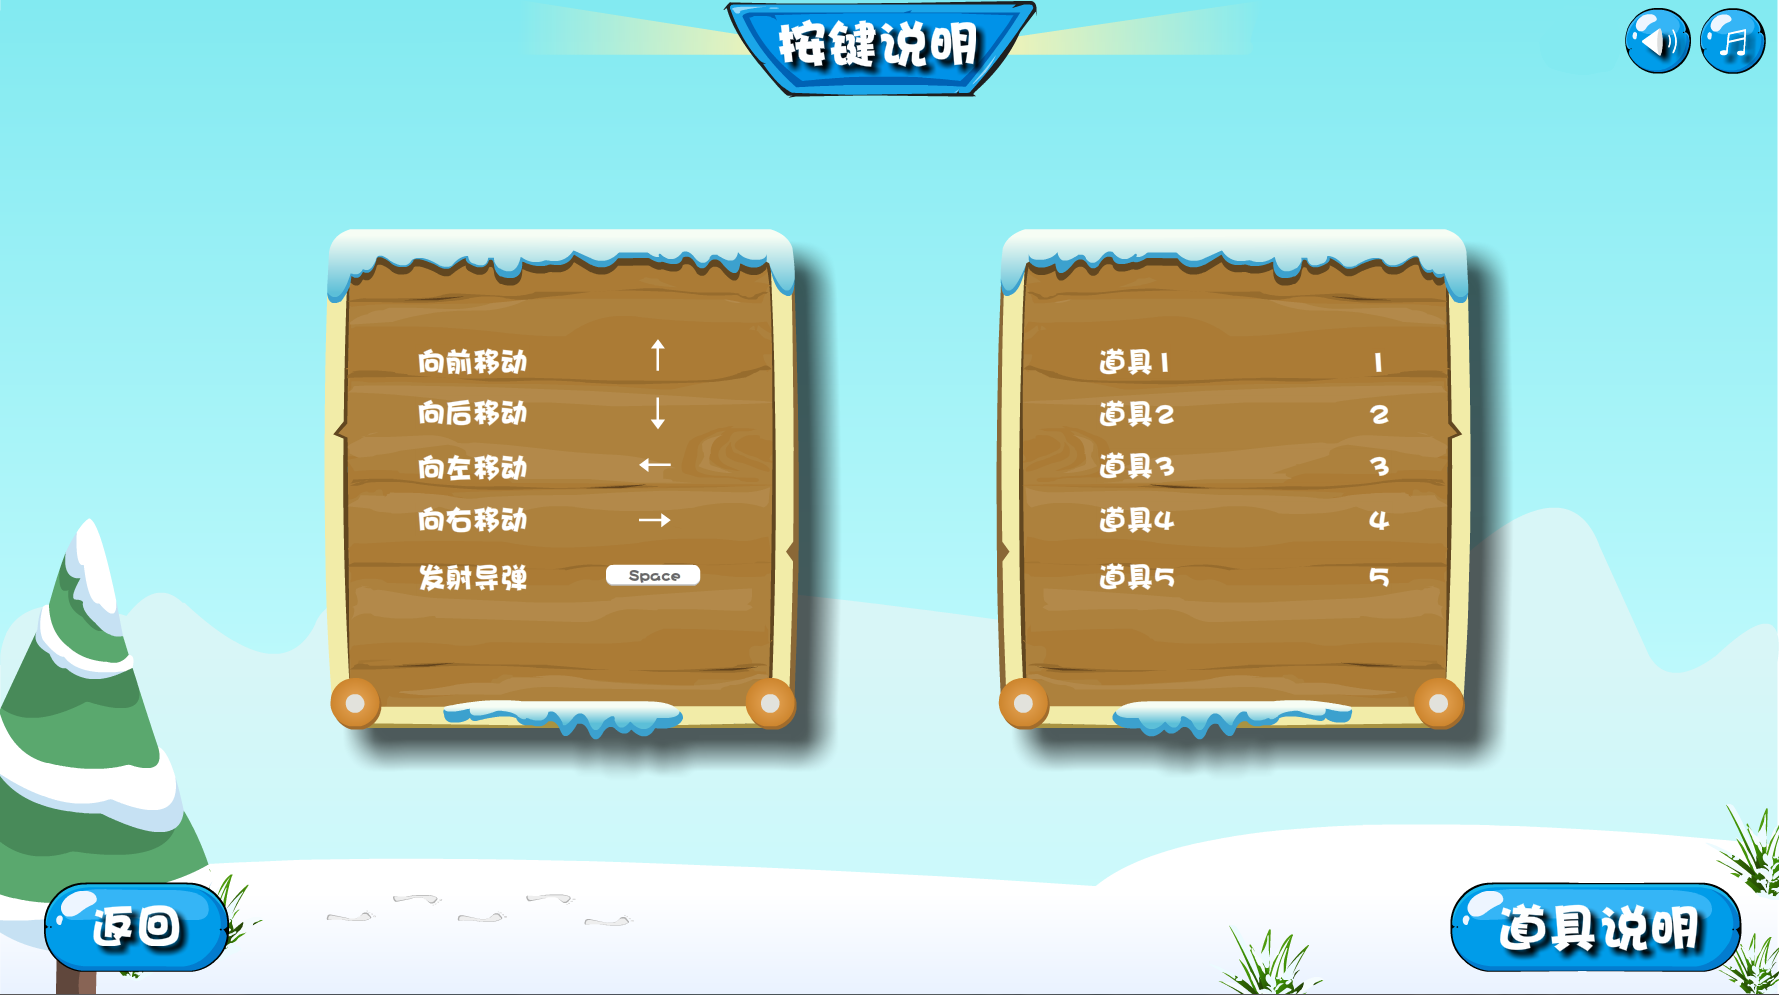 按键说明
向前移动 ↑
向后移动 ↓
向左移动 ←
向右移动 →
发射导弹 Space
道具1 1
道具2 2
道具3 3
道具4 4
道具5 5
返回
道具说明